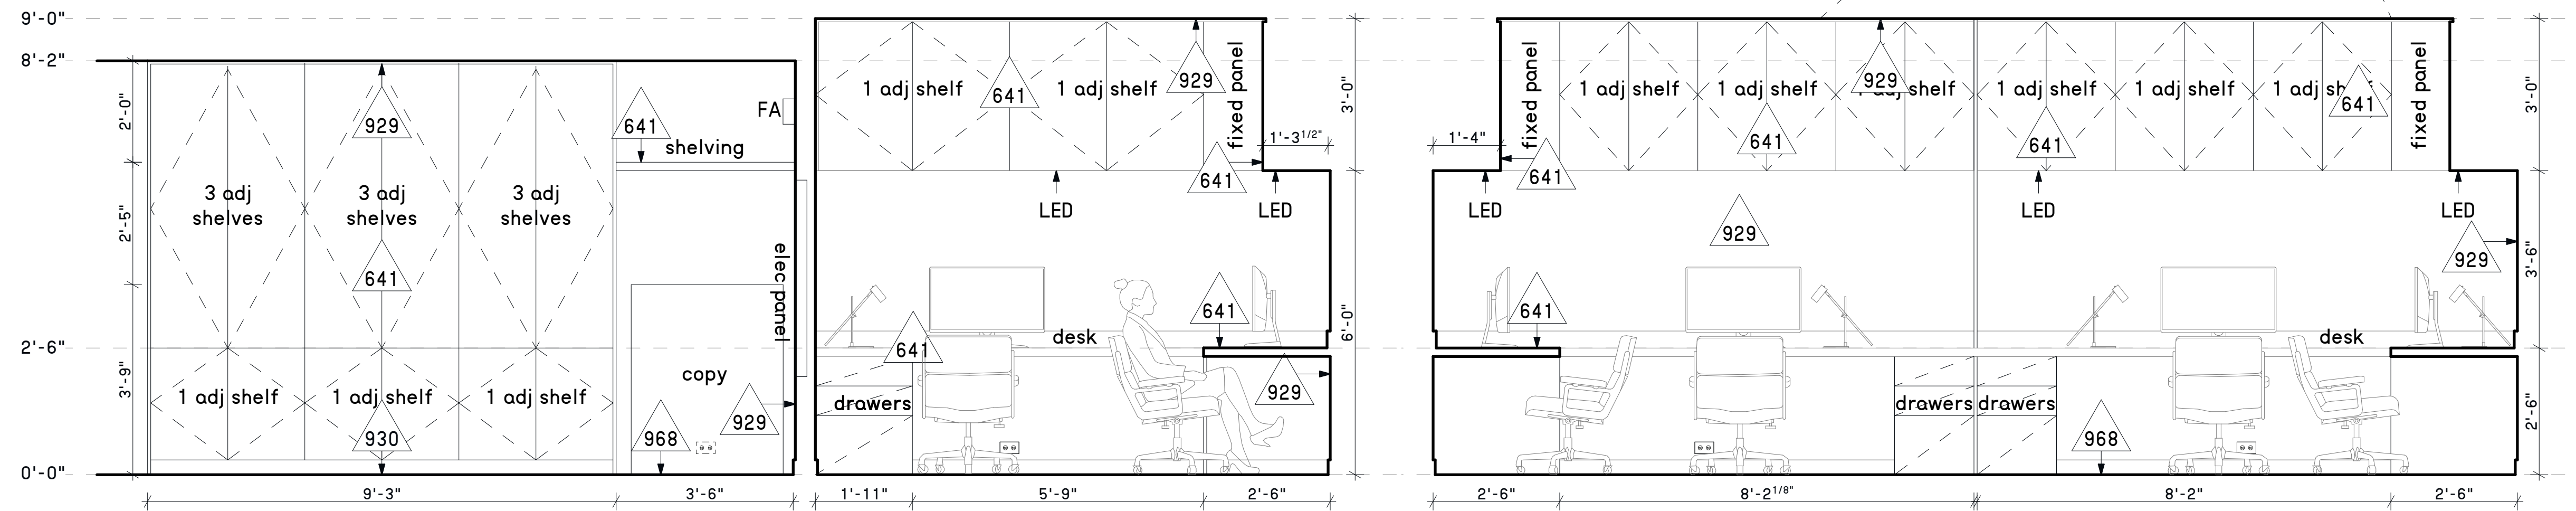 9'-0"
8'-2"
2'-6"
0'-0"
2'-0"
2'-5"
3'-9"
929
641
930
3 adj shelves
3 adj shelves
3 adj shelves
1 adj shelf
1 adj shelf
1 adj shelf
641
shelving
FA
elec panel
copy
968
929
9'-3"
3'-6"
1 adj shelf
1 adj shelf
641
929
fixed panel
1'-3 1/2"
641
LED
LED
641
desk
641
929
drawers
1'-11"
5'-9"
2'-6"
3'-0"
6'-0"
1'-4"
fixed panel
641
LED
1 adj shelf
1 adj shelf
641
1 adj shelf
929
1 adj shelf
641
1 adj shelf
1 adj shelf
641
fixed panel
929
LED
LED
929
641
desk
drawers
drawers
968
2'-6"
8'-2 1/8"
8'-2"
2'-6"
3'-0"
3'-6"
2'-6"